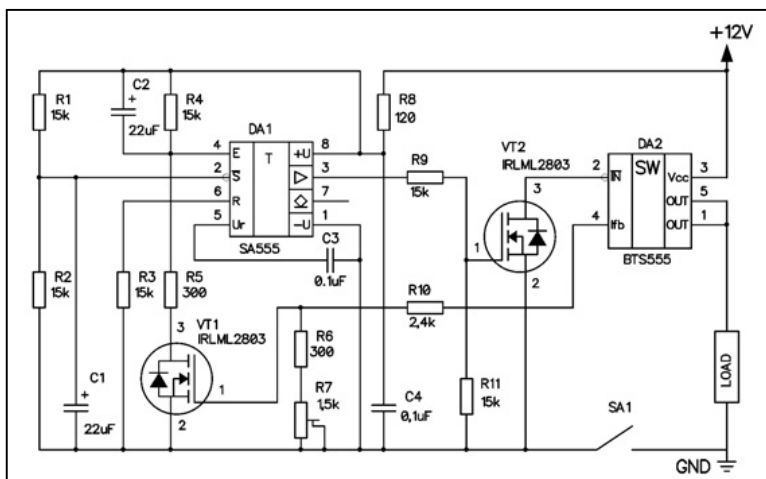 +12V
C2
+
22uF
R1
15k
R4
15k
DA1
R8
120
DA2
VT2
IRLML2803
4 E T +U 8
2 S 3
6 R 7
5 Ur -U 1
SA555
R9
15k
3
2 IN SW Vcc 3
OUT 5
4 Ifb OUT 1
BTS555
1
2
C3
0.1uF
R2
15k
R3
15k
R5
300
R10
2,4k
VT1
IRLML2803
3
1
2
R6
300
R7
1,5k
C1
+
22uF
C4
0,1uF
R11
15k
SA1
LOAD
GND